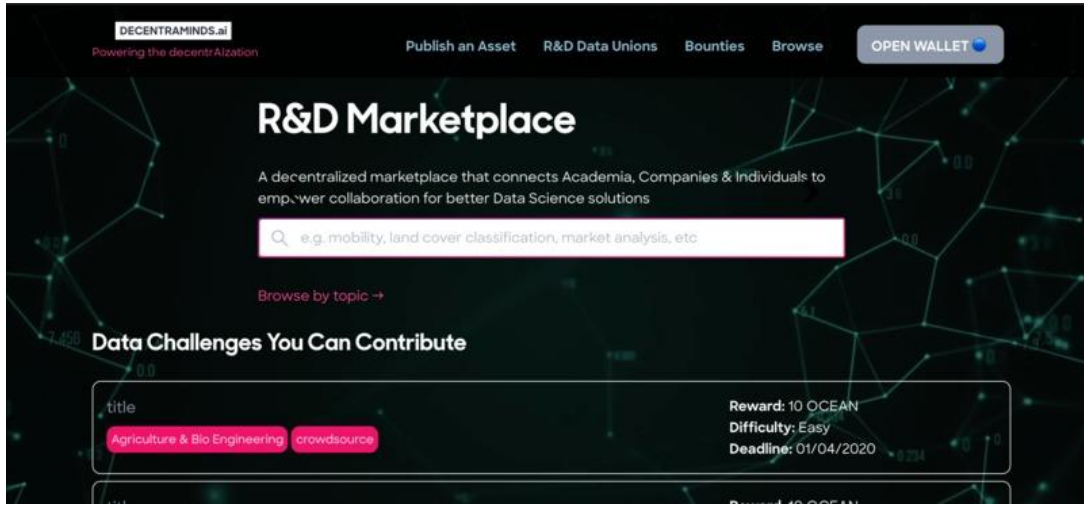 DECENTRAMINDS.ai
Powering the decentrAIzation
Publish an Asset
R&D Data Unions
Bounties
Browse
OPEN WALLET
R&D Marketplace
A decentralized marketplace that connects Academia, Companies & Individuals to
empower collaboration for better Data Science solutions
e.g. mobility, land cover classification, market analysis, etc
Browse by topic →
Data Challenges You Can Contribute
title
Agriculture & Bio Engineering
crowdsource
Reward: 10 OCEAN
Difficulty: Easy
Deadline: 01/04/2020